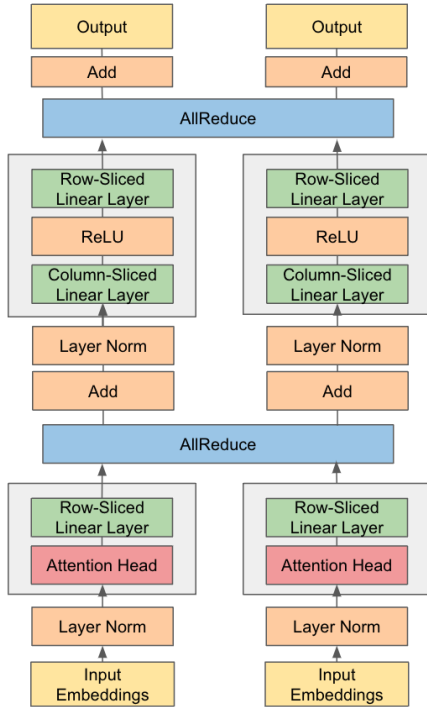 Output
Output
Add
Add
AllReduce
Row-Sliced
Linear Layer
Row-Sliced
Linear Layer
ReLU
ReLU
Column-Sliced
Linear Layer
Column-Sliced
Linear Layer
Layer Norm
Layer Norm
Add
Add
AllReduce
Row-Sliced
Linear Layer
Row-Sliced
Linear Layer
Attention Head
Attention Head
Layer Norm
Layer Norm
Input
Embeddings
Input
Embeddings